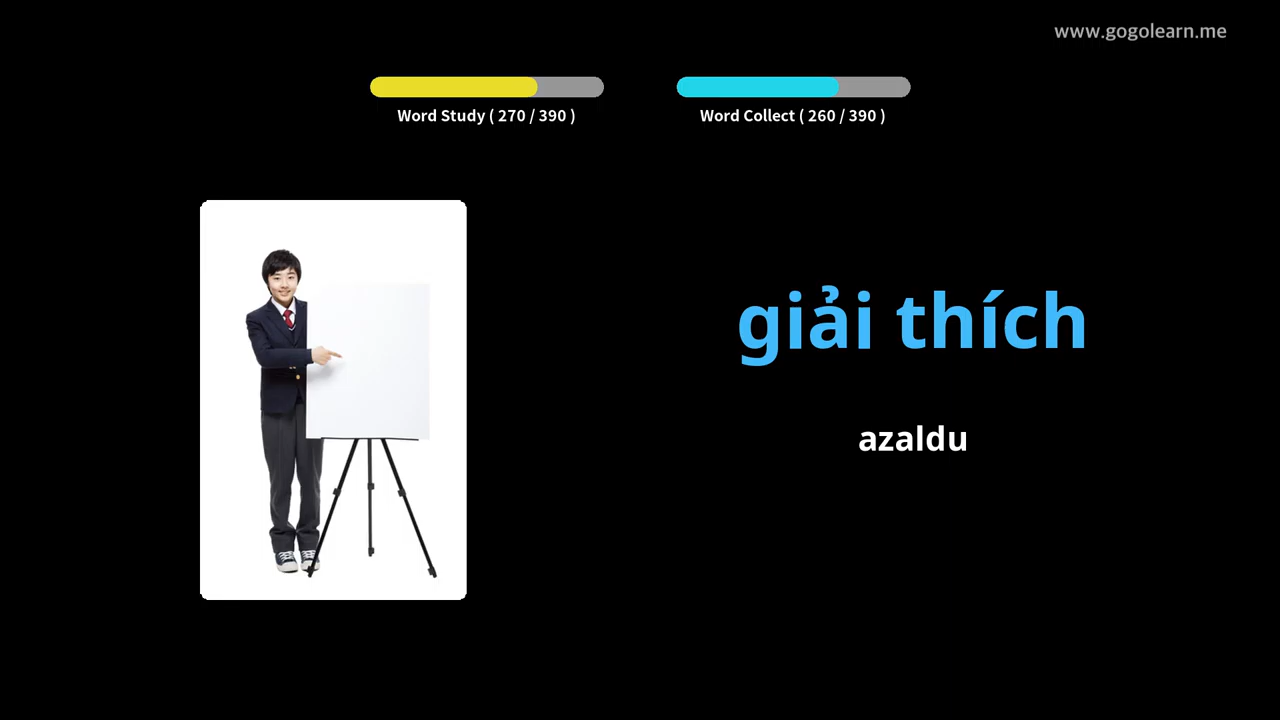 www.gogolearn.me
Word Study ( 270 / 390 )
Word Collect ( 260 / 390 )
giải thích
azaldu